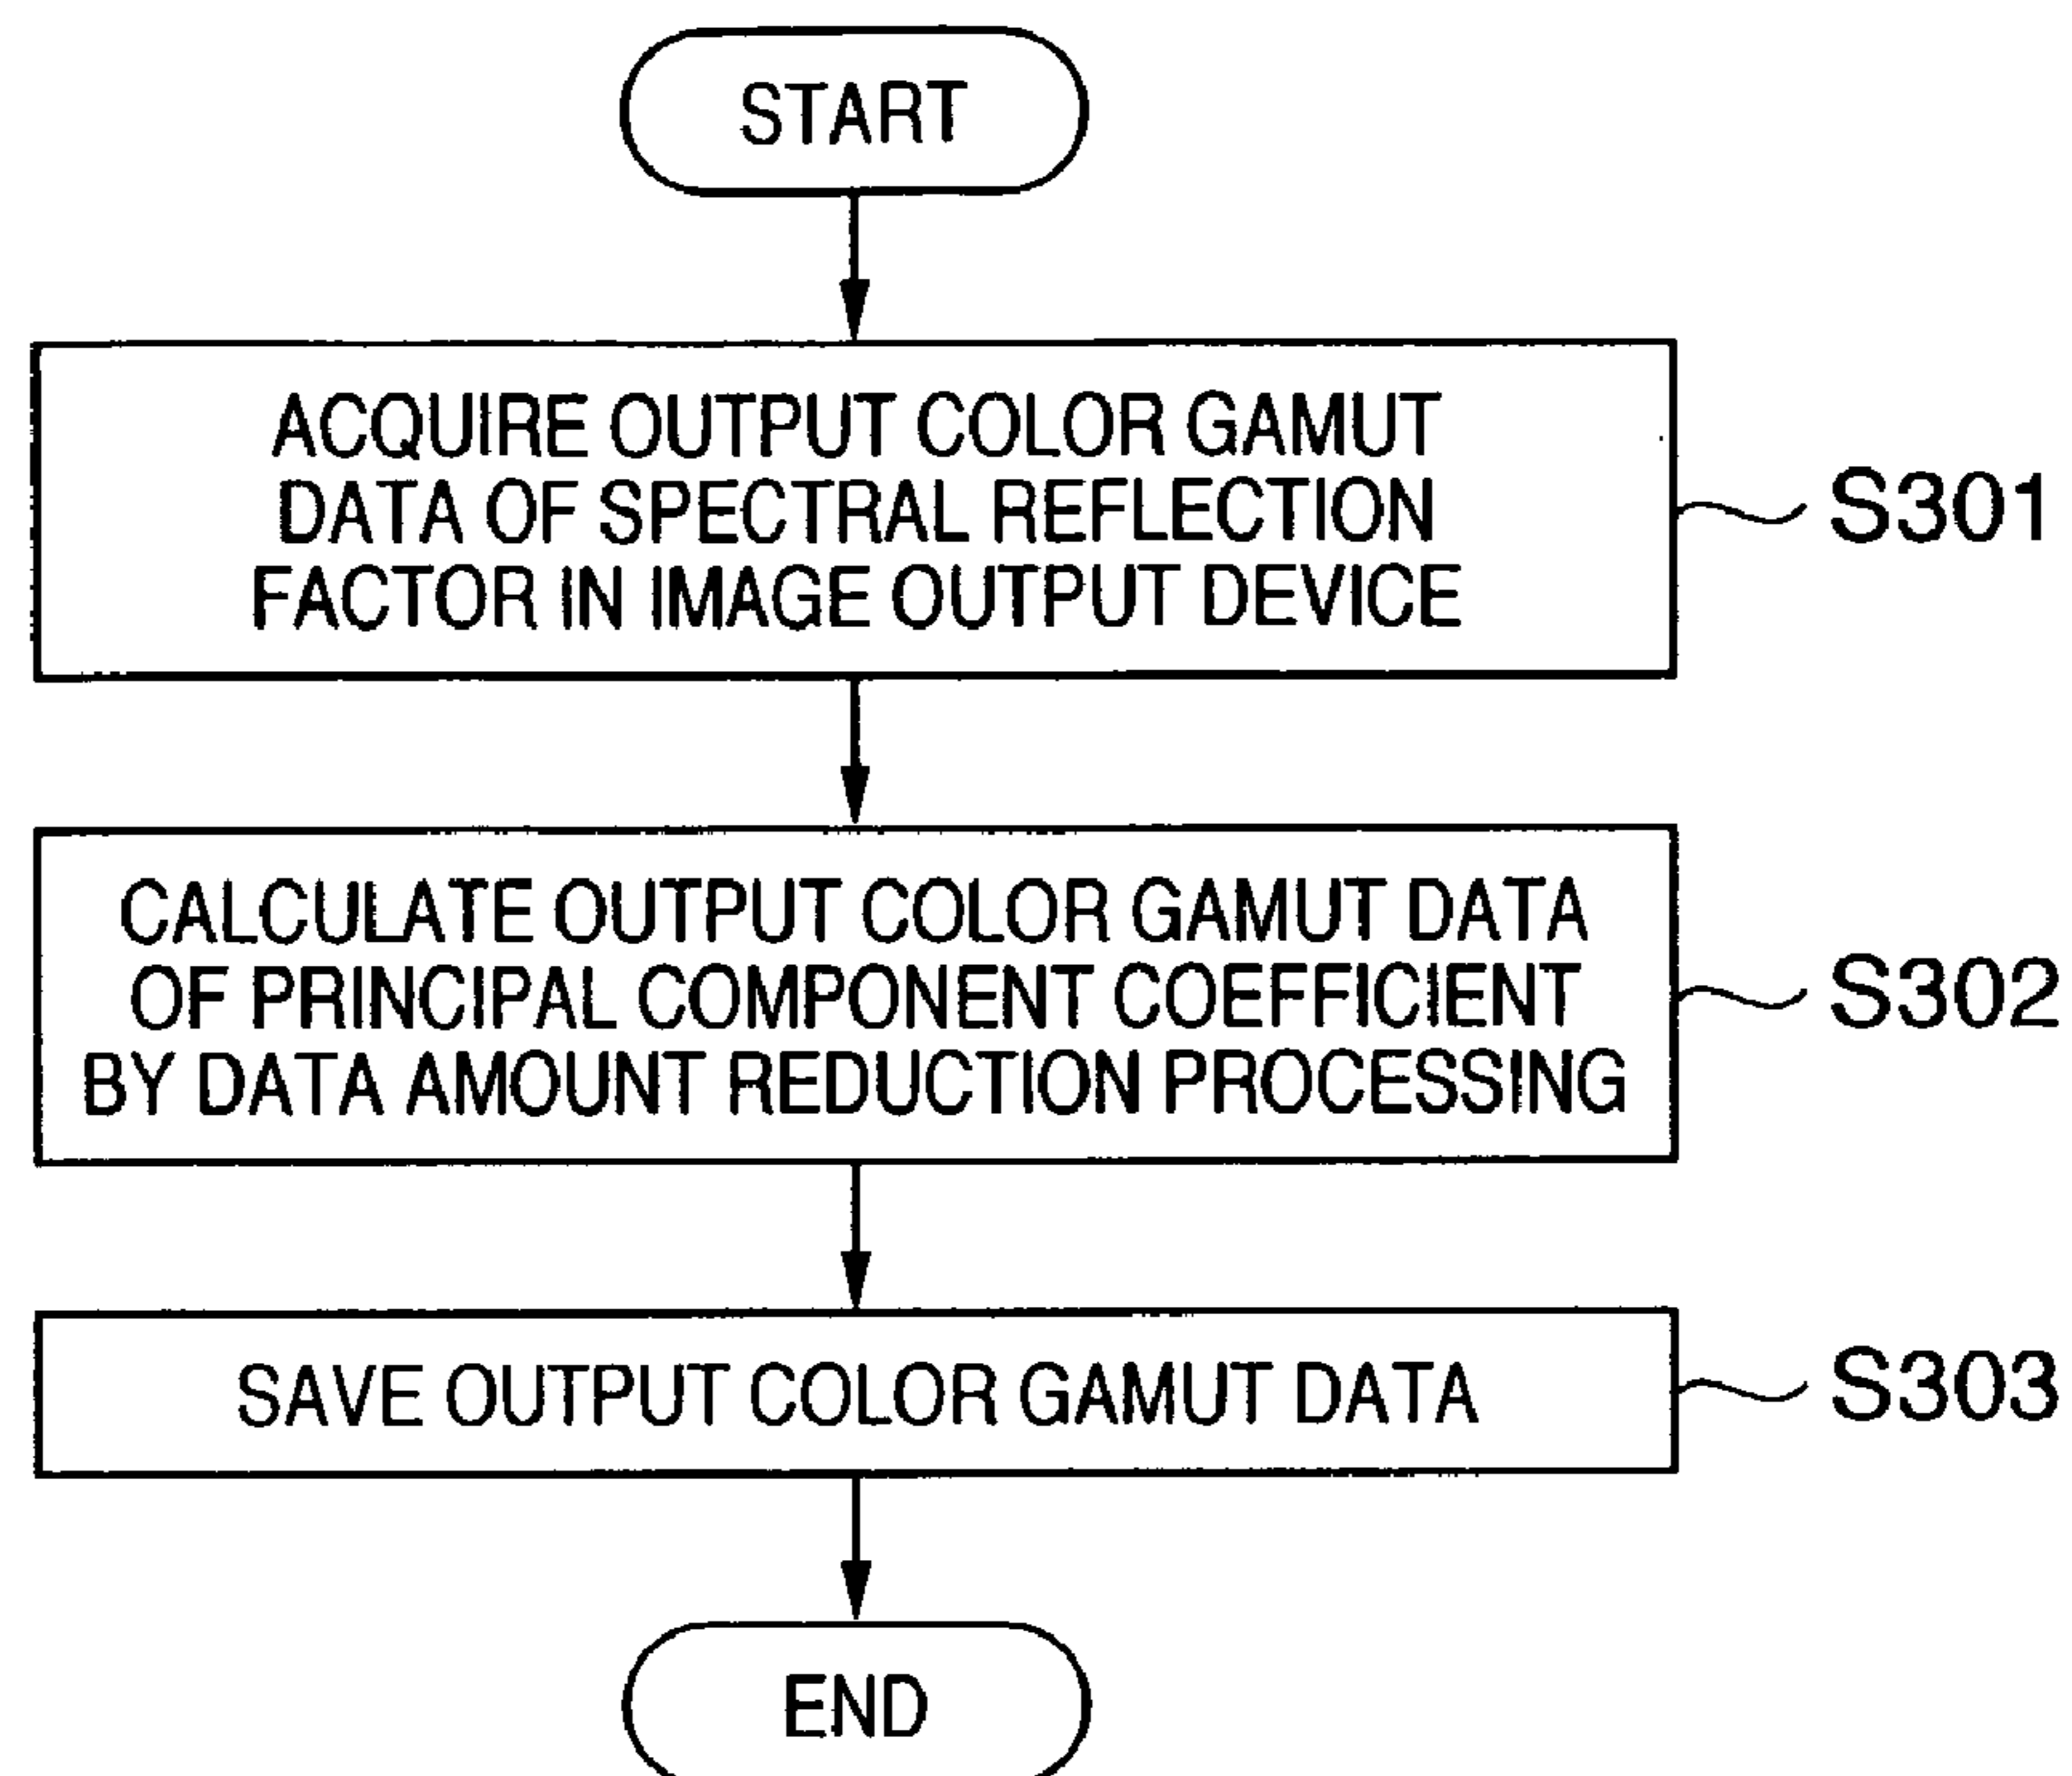 START
ACQUIRE OUTPUT COLOR GAMUT
DATA OF SPECTRAL REFLECTION
FACTOR IN IMAGE OUTPUT DEVICE
S301
CALCULATE OUTPUT COLOR GAMUT DATA
OF PRINCIPAL COMPONENT COEFFICIENT
BY DATA AMOUNT REDUCTION PROCESSING
S302
SAVE OUTPUT COLOR GAMUT DATA
S303
END